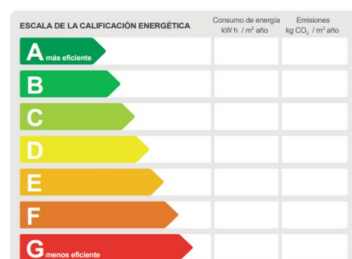 ESCALA DE LA CALIFICACIÓN ENERGÉTICA
Consumo de energía
kW h / m² año
Emisiones
kg CO₂ / m² año
A más eficiente
B
C
D
E
F
G menos eficiente